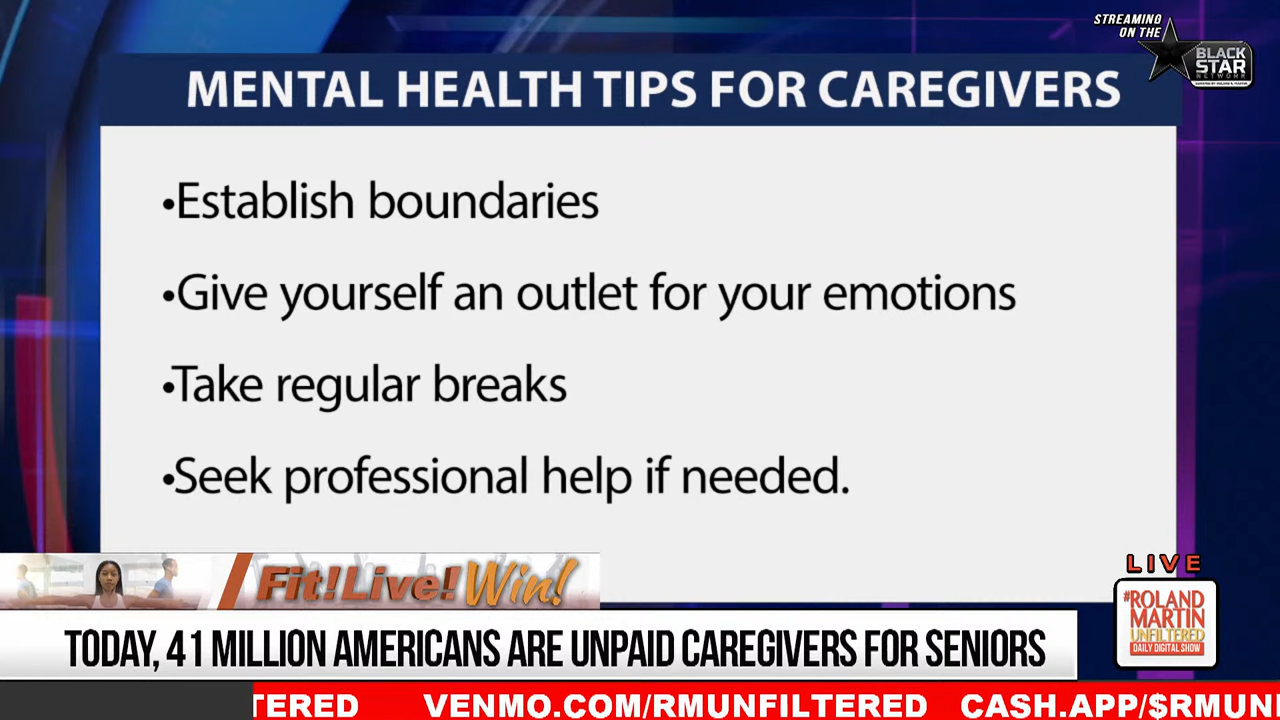 STREAMING
ON THE
BLACK
STAR
NETWORK
MENTAL HEALTH TIPS FOR CAREGIVERS
•Establish boundaries
•Give yourself an outlet for your emotions
•Take regular breaks
•Seek professional help if needed.
Fit!Live!Win!
LIVE
#ROLAND
MARTIN
UNFILTERED
DAILY DIGITAL SHOW
TODAY, 41 MILLION AMERICANS ARE UNPAID CAREGIVERS FOR SENIORS
TERED VENMO.COM/RMUNFILTERED CASH.APP/$RMUN